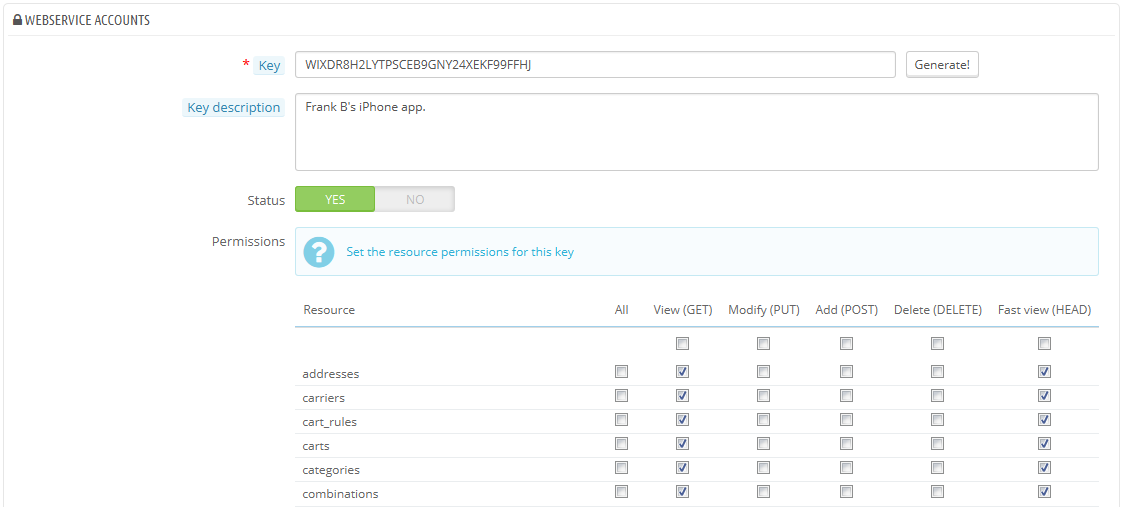 WEBSERVICE ACCOUNTS
* Key WIXDR8H2LYTPSCEB9GNY24XEKF99FFHJ Generate!
Key description Frank B's iPhone app.
Status YES NO
Permissions ? Set the resource permissions for this key
Resource All View (GET) Modify (PUT) Add (POST) Delete (DELETE) Fast view (HEAD)
addresses
carriers
cart_rules
carts
categories
combinations